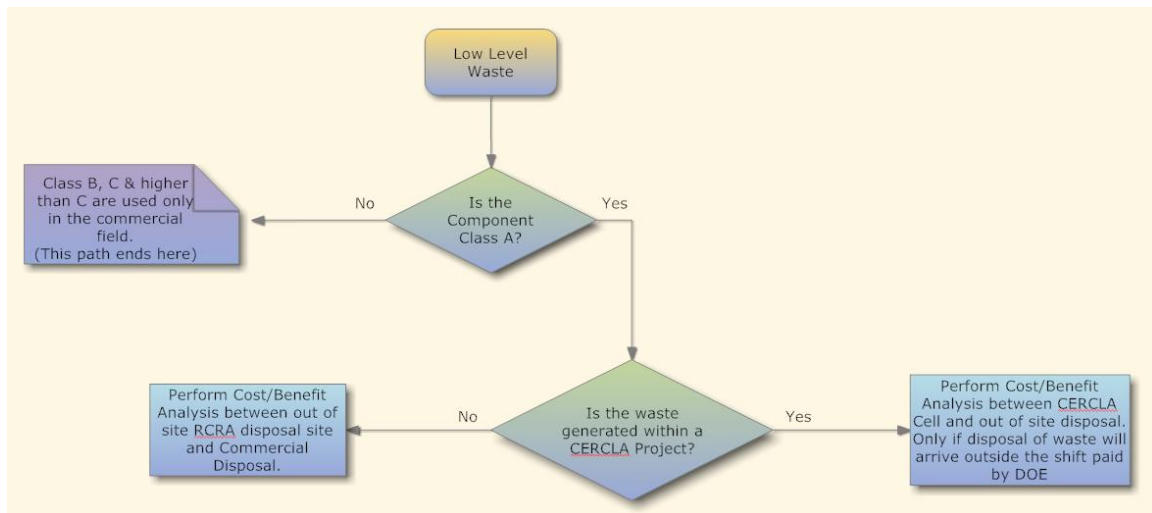 Low Level
Waste
Class B, C & higher
than C are used only
in the commercial
field.
(This path ends here)
No
Is the
Component
Class A?
Yes
Perform Cost/Benefit
Analysis between out of
site RCRA disposal site
and Commercial
Disposal.
No
Is the waste
generated within a
CERCLA Project?
Yes
Perform Cost/Benefit
Analysis between CERCLA
Cell and out of site disposal.
Only if disposal of waste will
arrive outside the shift paid
by DOE